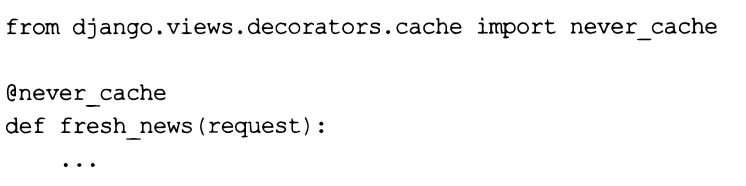 from django.views.decorators.cache import never_cache

@never_cache
def fresh_news(request):
    ...